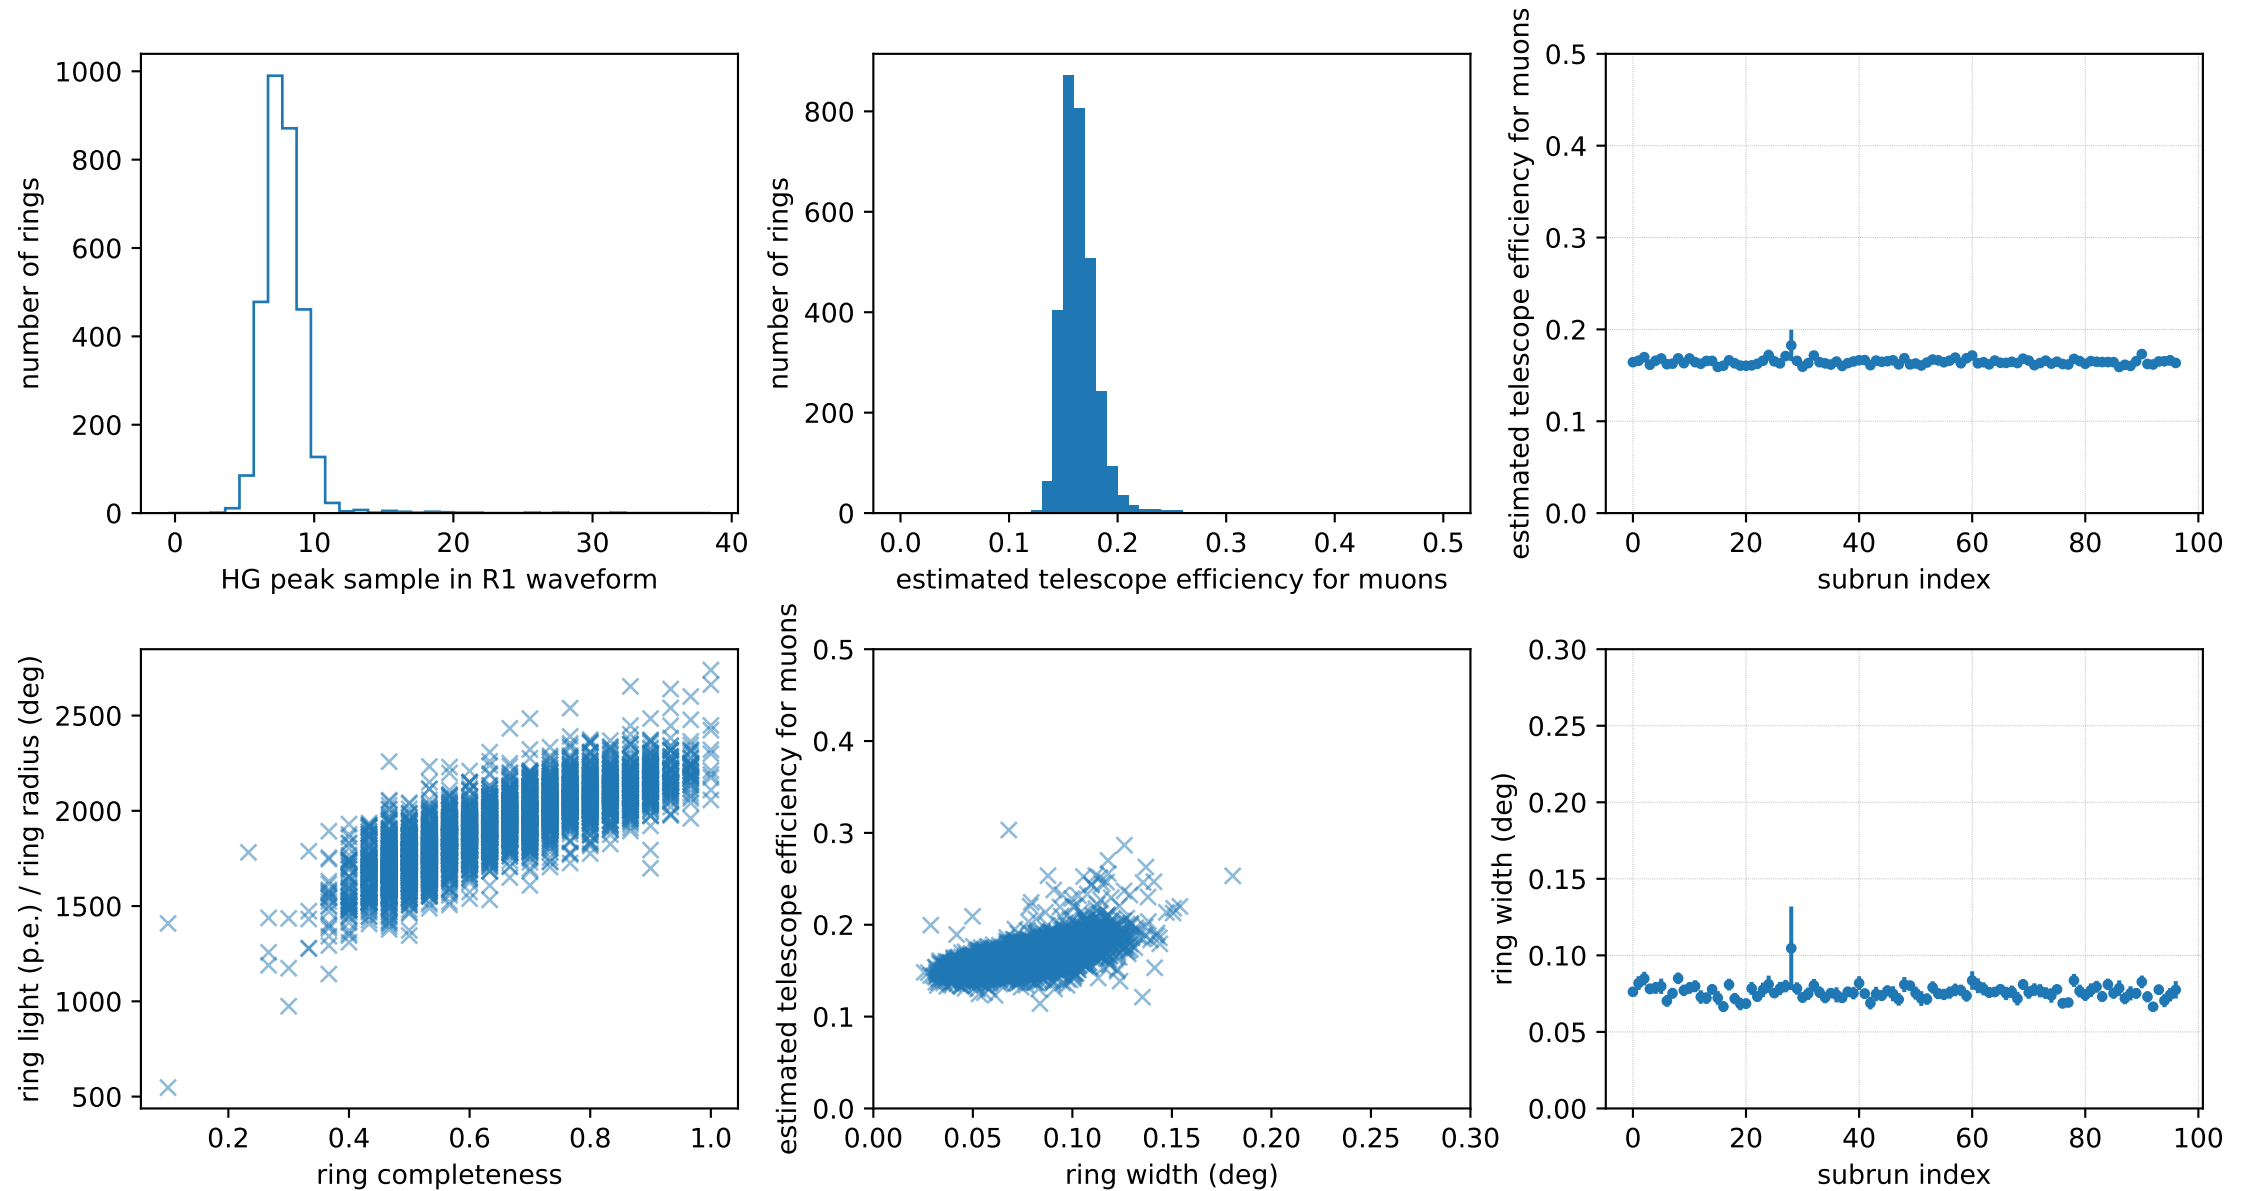 1000
800
600
400
200
0
number of rings
0 10 20 30 40
HG peak sample in R1 waveform
800
600
400
200
0
number of rings
0.0 0.1 0.2 0.3 0.4 0.5
estimated telescope efficiency for muons
0.5
0.4
0.3
0.2
0.1
0.0
estimated telescope efficiency for muons
0 20 40 60 80 100
subrun index
2500
2000
1500
1000
500
ring light (p.e.) / ring radius (deg)
0.2 0.4 0.6 0.8 1.0
ring completeness
0.5
0.4
0.3
0.2
0.1
0.0
estimated telescope efficiency for muons
0.00 0.05 0.10 0.15 0.20 0.25 0.30
ring width (deg)
0.30
0.25
0.20
0.15
0.10
0.05
0.00
ring width (deg)
0 20 40 60 80 100
subrun index